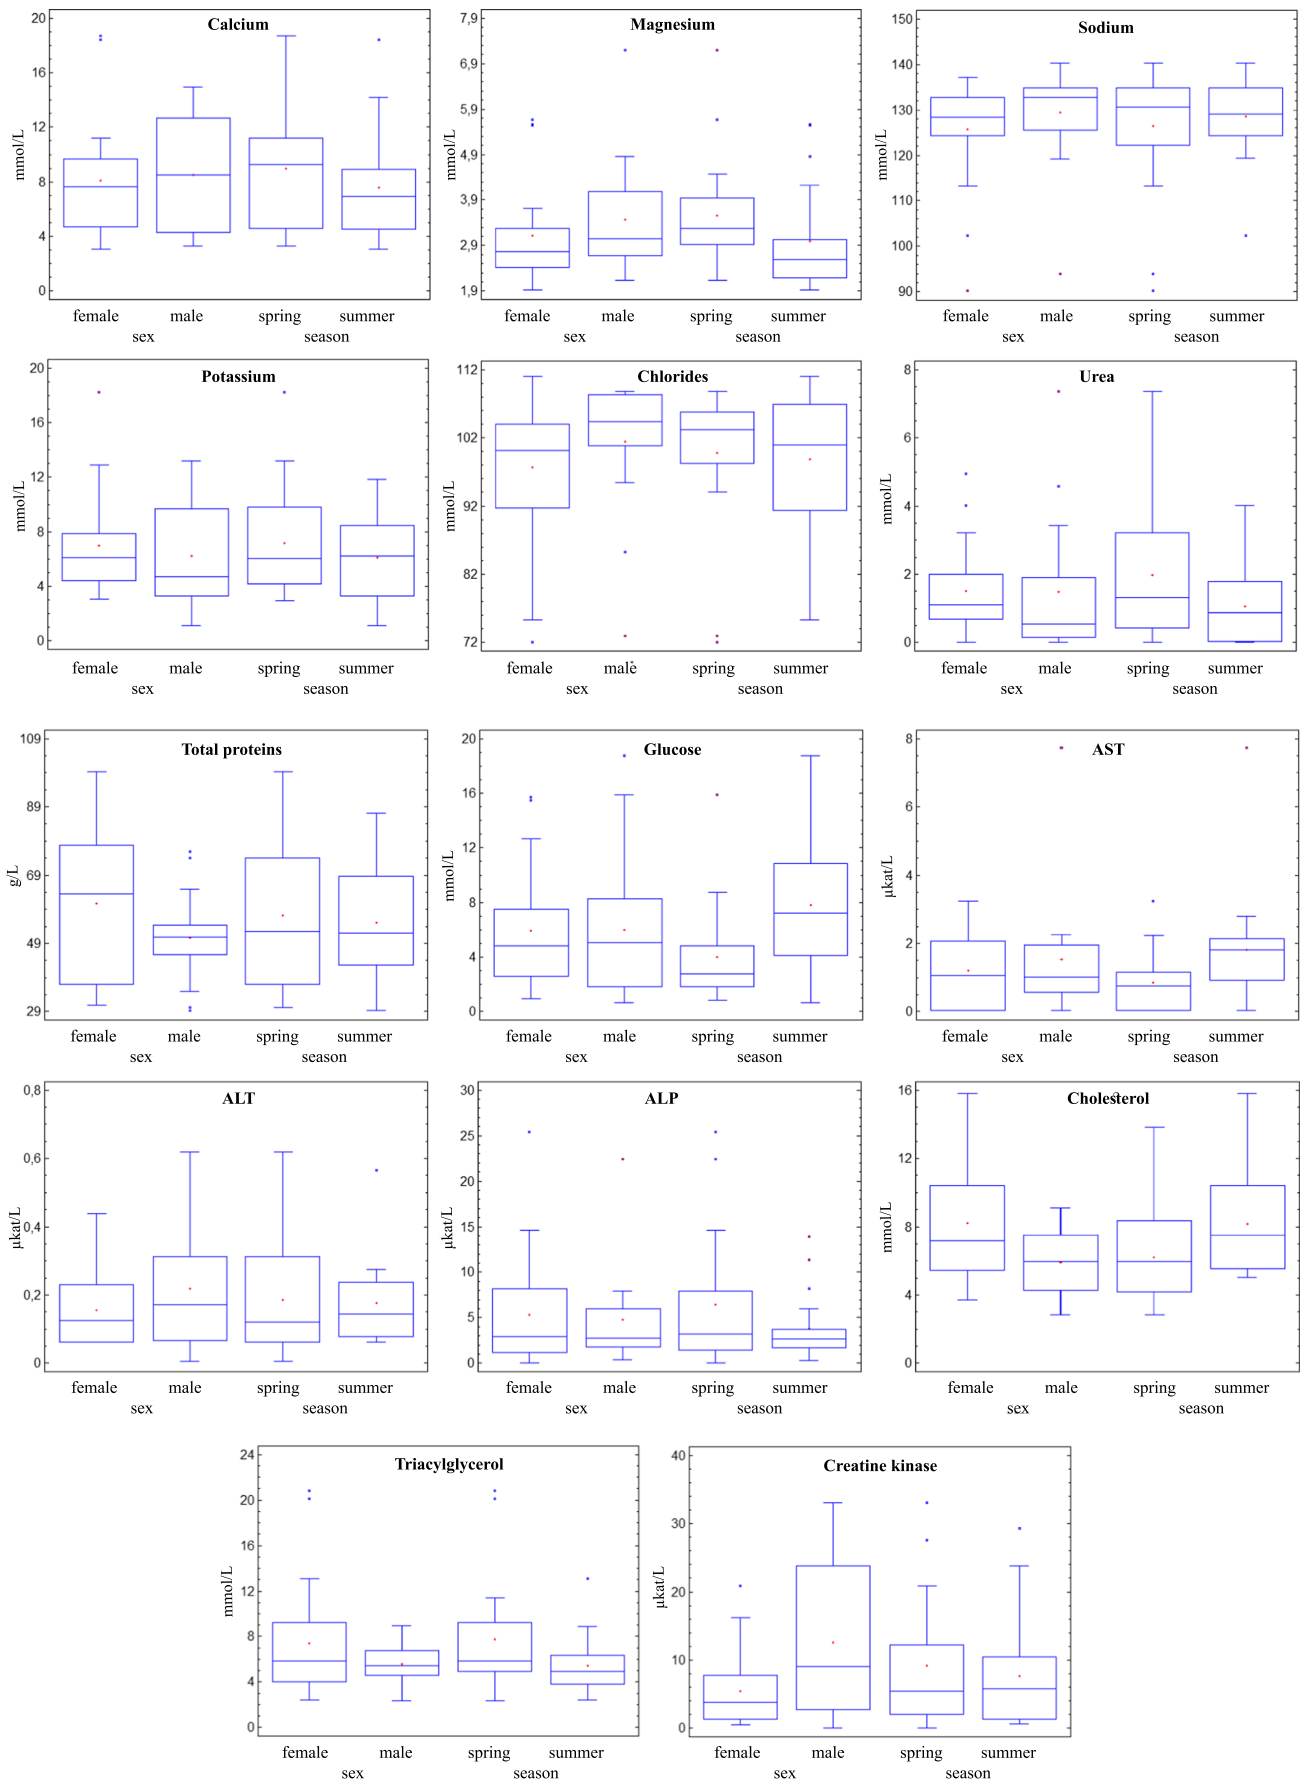 Calcium
20
16
12
8
4
0
mmol/L
female male spring summer
sex season
Magnesium
7,9
6,9
5,9
4,9
3,9
2,9
1,9
mmol/L
female male spring summer
sex season
Sodium
150
140
130
120
110
100
90
mmol/L
female male spring summer
sex season
Potassium
20
16
12
8
4
0
mmol/L
female male spring summer
sex season
Chlorides
112
102
92
82
72
mmol/L
female male spring summer
sex season
Urea
8
6
4
2
0
mmol/L
female male spring summer
sex season
Total proteins
109
89
69
49
29
g/L
female male spring summer
sex season
Glucose
20
16
12
8
4
0
mmol/L
female male spring summer
sex season
AST
8
6
4
2
0
µkat/L
female male spring summer
sex season
ALT
0,8
0,6
0,4
0,2
0
µkat/L
female male spring summer
sex season
ALP
30
25
20
15
10
5
0
µkat/L
female male spring summer
sex season
Cholesterol
16
12
8
4
0
mmol/L
female male spring summer
sex season
Triacylglycerol
24
20
16
12
8
4
0
mmol/L
female male spring summer
sex season
Creatine kinase
40
30
20
10
0
µkat/L
female male spring summer
sex season